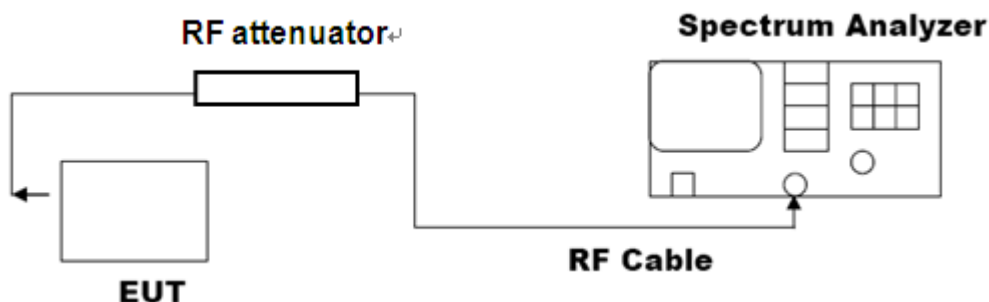 RF attenuator↵
Spectrum Analyzer
RF Cable
EUT